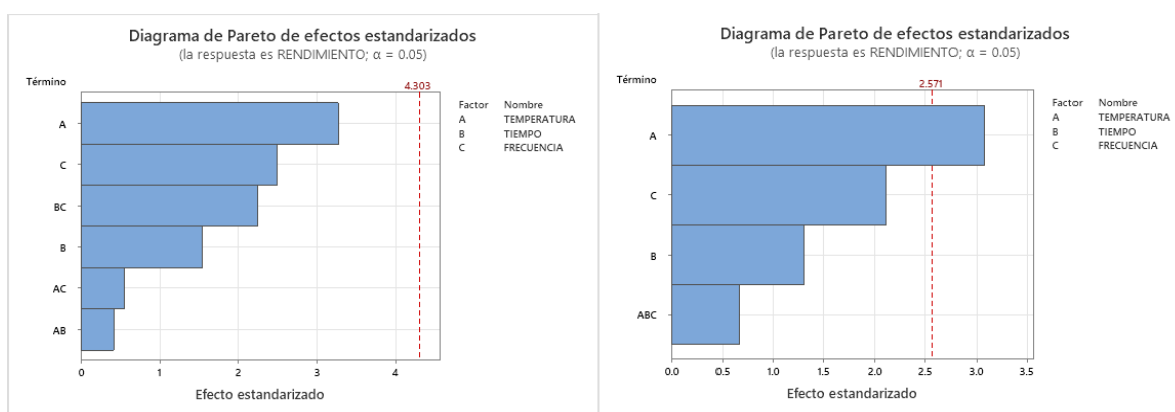 Diagrama de Pareto de efectos estandarizados
(la respuesta es RENDIMIENTO; α = 0.05)
Término
4.303
Factor Nombre
A TEMPERATURA
B TIEMPO
C FRECUENCIA
A
C
BC
B
AC
AB
0 1 2 3 4
Efecto estandarizado
Diagrama de Pareto de efectos estandarizados
(la respuesta es RENDIMIENTO; α = 0.05)
Término
2.571
Factor Nombre
A TEMPERATURA
B TIEMPO
C FRECUENCIA
A
C
B
ABC
0.0 0.5 1.0 1.5 2.0 2.5 3.0 3.5
Efecto estandarizado